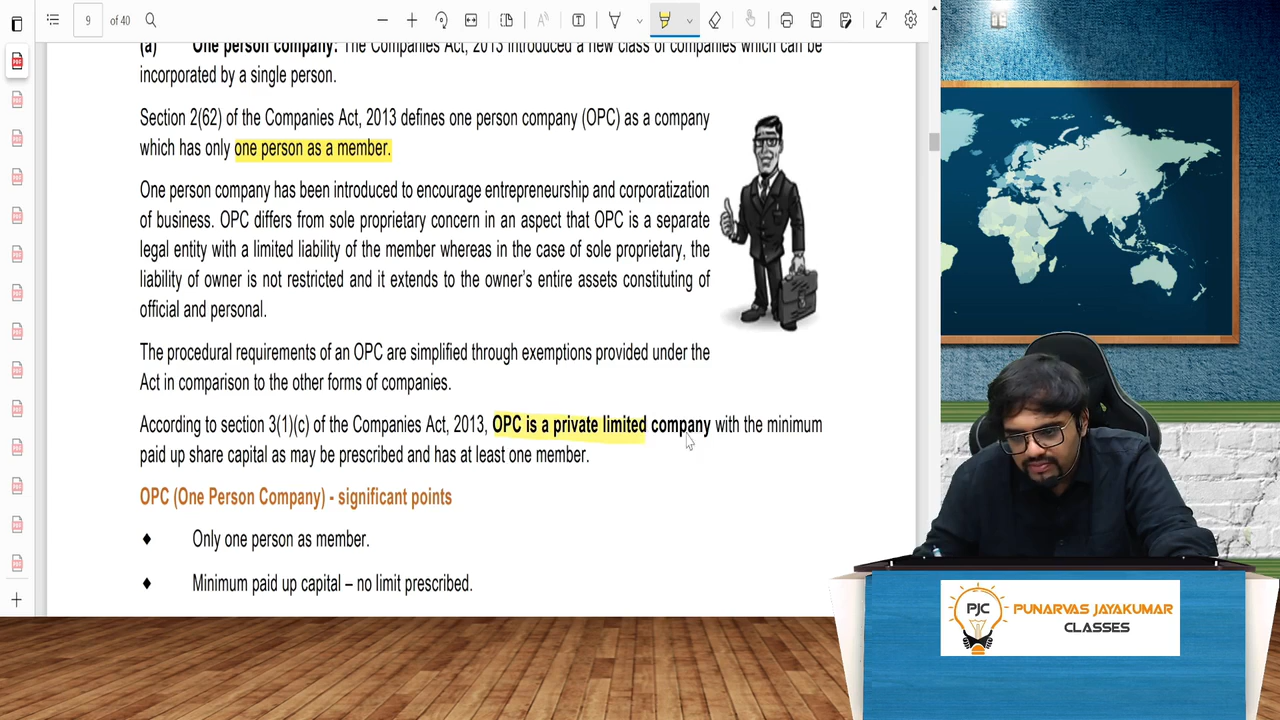 9 of 40
(a) One person company: The Companies Act, 2013 introduced a new class of companies which can be
incorporated by a single person.
Section 2(62) of the Companies Act, 2013 defines one person company (OPC) as a company
which has only one person as a member.
One person company has been introduced to encourage entrepreneurship and corporatization
of business. OPC differs from sole proprietary concern in an aspect that OPC is a separate
legal entity with a limited liability of the member whereas in the case of sole proprietary, the
liability of owner is not restricted and it extends to the owner's entire assets constituting of
official and personal.
The procedural requirements of an OPC are simplified through exemptions provided under the
Act in comparison to the other forms of companies.
According to section 3(1)(c) of the Companies Act, 2013, OPC is a private limited company with the minimum
paid up share capital as may be prescribed and has at least one member.
OPC (One Person Company) - significant points
♦ Only one person as member.
♦ Minimum paid up capital – no limit prescribed.
PJC
PUNARVAS JAYAKUMAR
CLASSES